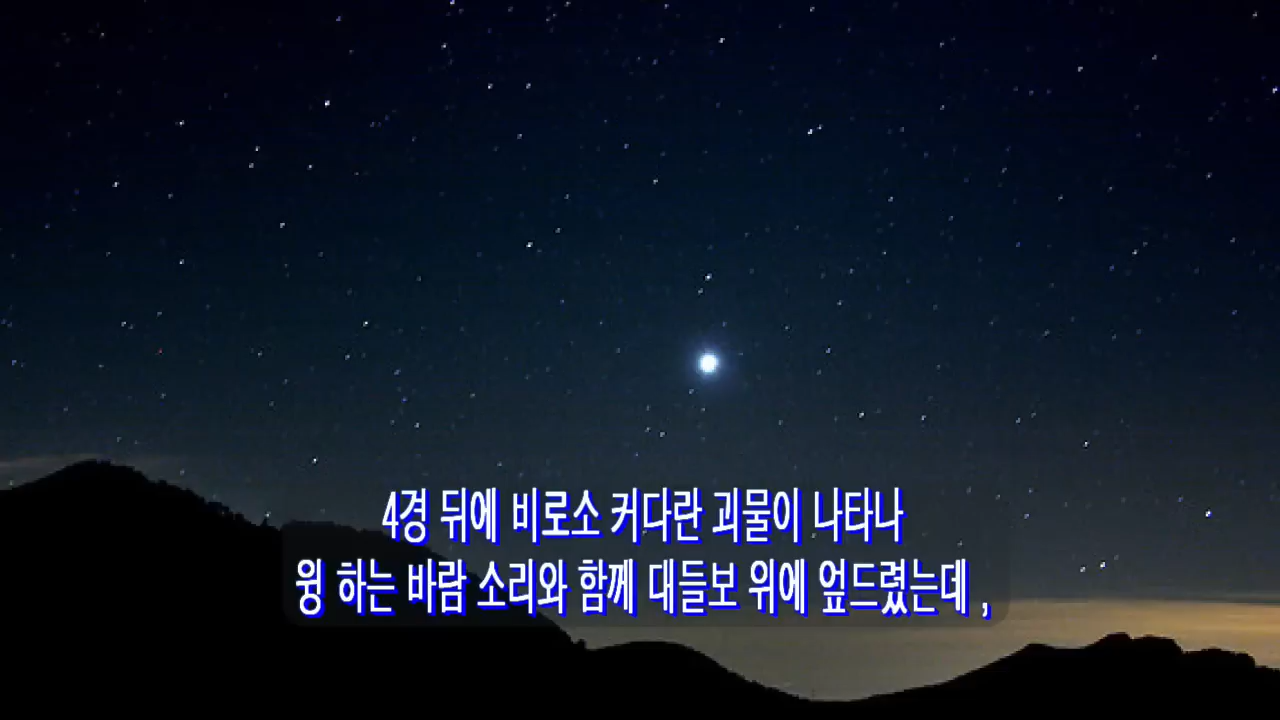 4경 뒤에 비로소 커다란 괴물이 나타나
윙 하는 바람 소리와 함께 대들보 위에 엎드렸는데 ,